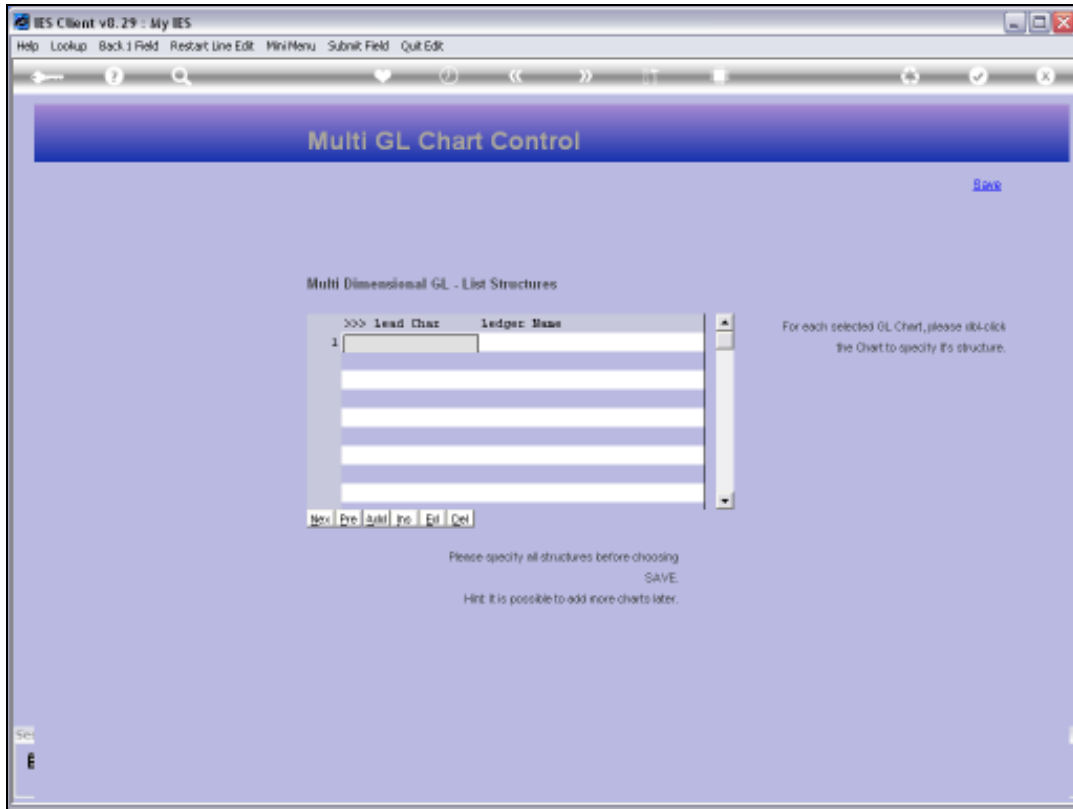 IES Client v8.29 : My IES
Help Lookup Back 1 Field Restart Line Edit MiniMenu Submit Field Quit Edit
Multi GL Chart Control
Save
Multi Dimensional GL - List Structures
>>> Lead Char ledger Name
For each selected GL Chart, please dbl-click
the Chart to specify it's structure.
1
Nex Pre Add Ins Ed Del
Please specify all structures before choosing
SAVE.
Hint: it is possible to add more charts later.
Ses